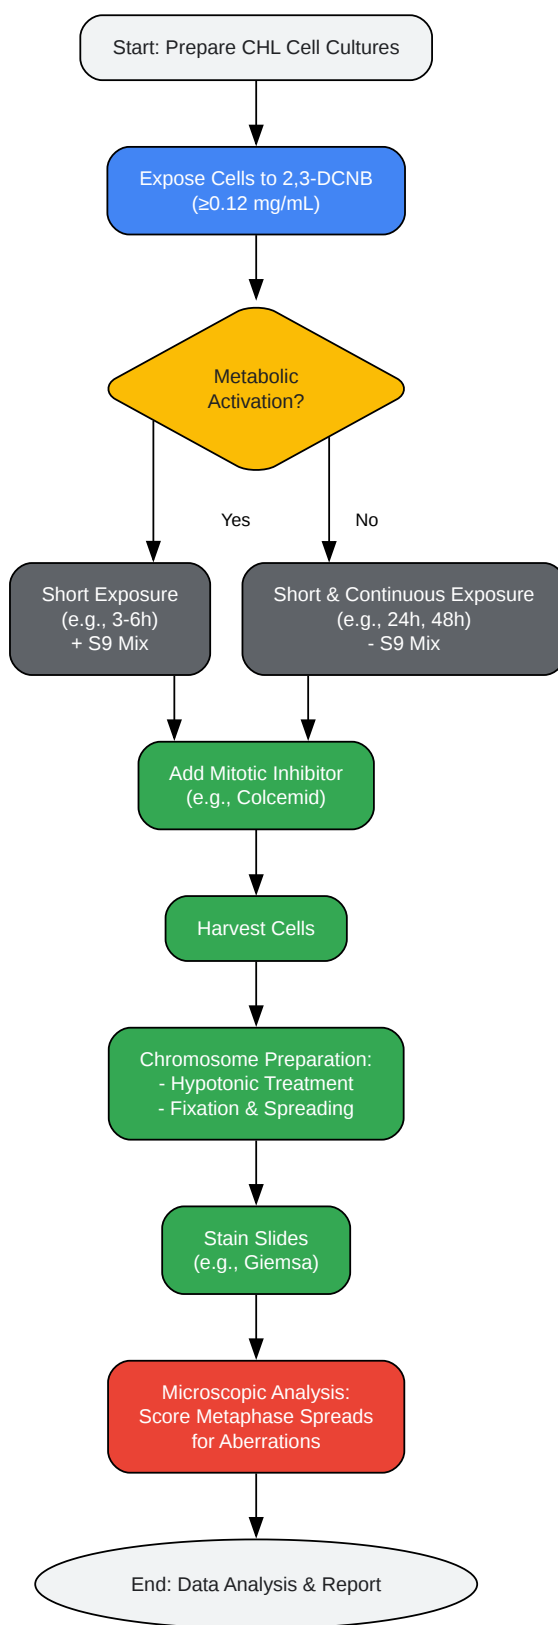 Start: Prepare CHL Cell Cultures
Expose Cells to 2,3-DCNB
(≥0.12 mg/mL)
Metabolic
Activation?
Yes
No
Short Exposure
(e.g., 3-6h)
+ S9 Mix
Short & Continuous Exposure
(e.g., 24h, 48h)
- S9 Mix
Add Mitotic Inhibitor
(e.g., Colcemid)
Harvest Cells
Chromosome Preparation:
- Hypotonic Treatment
- Fixation & Spreading
Stain Slides
(e.g., Giemsa)
Microscopic Analysis:
Score Metaphase Spreads
for Aberrations
End: Data Analysis & Report